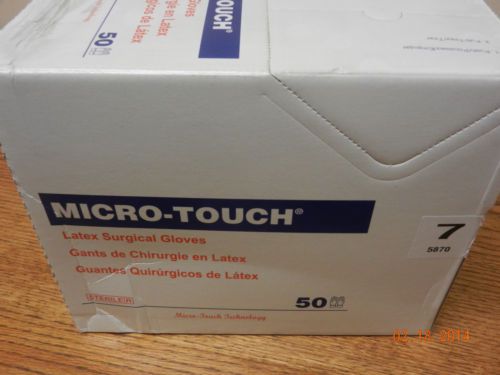 Gloves
gie en Latex
gicos de Látex
50
-TOUCH®
MICRO-TOUCH®
Latex Surgical Gloves
Gants de Chirurgie en Latex
Guantes Quirúrgicos de Látex
STERILE R
50
Micro-Touch Technology
7
5870
02 18 2014